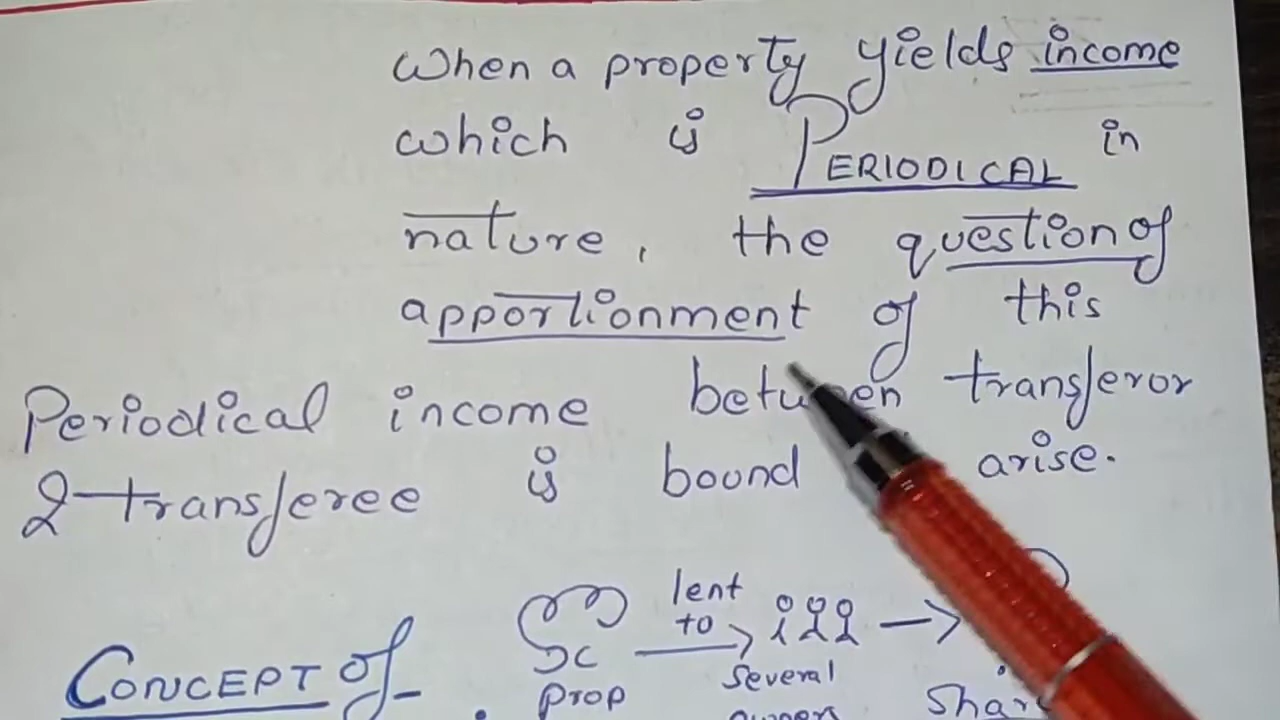 When a property yields income
which is PERIODICAL in
nature, the question of
apportionment of this
Periodical income between transferor
& transferee is bound arise.
CONCEPT of
lent
to
Prop
several
owners